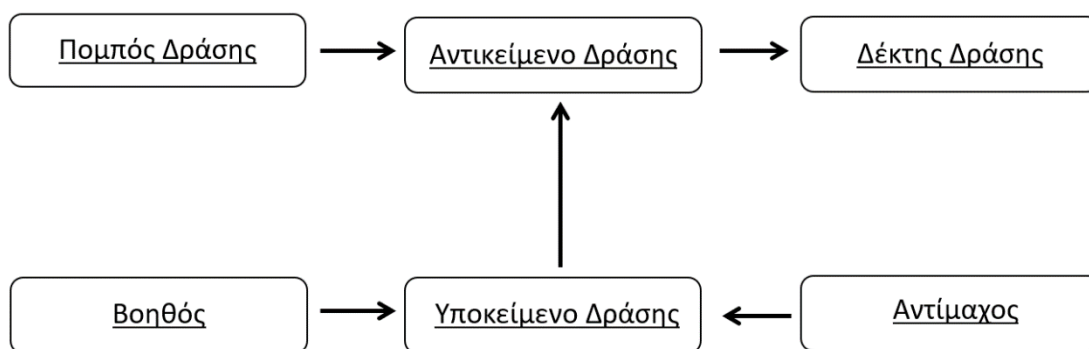 Πομπός Δράσης
Αντικείμενο Δράσης
Δέκτης Δράσης
Βοηθός
Υποκείμενο Δράσης
Αντίμαχος